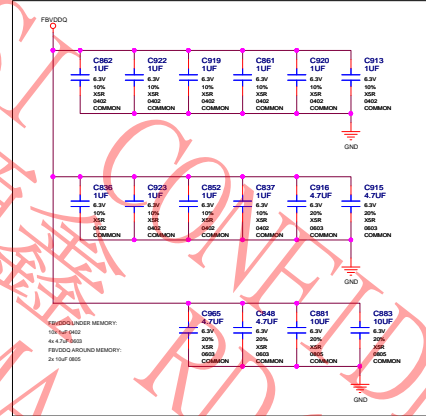 FBVDDQ
C862 C922 C919 C861 C920 C913
1UF 1UF 1UF 1UF 1UF 1UF
6.3V 6.3V 6.3V 6.3V 6.3V 6.3V
10% 10% 10% 10% 10% 10%
X5R X5R X5R X5R X5R X5R
0402 0402 0402 0402 0402 0402
COMMON COMMON COMMON COMMON COMMON COMMON
GND
C836 C923 C852 C837 C916 C915
1UF 1UF 1UF 1UF 4.7UF 4.7UF
6.3V 6.3V 6.3V 6.3V 6.3V 6.3V
10% 10% 10% 10% 20% 20%
X5R X5R X5R X5R X5R X5R
0402 0402 0402 0402 0603 0603
COMMON COMMON COMMON COMMON COMMON COMMON
GND
C965 C848 C881 C883
4.7UF 4.7UF 10UF 10UF
6.3V 6.3V 6.3V 6.3V
20% 20% 20% 20%
X5R X5R X5R X5R
0603 0603 0805 0805
COMMON COMMON COMMON COMMON
GND
FBVDDQ UNDER MEMORY:
10x 1uF 0402
4x 4.7uF 0603
FBVDDQ AROUND MEMORY:
2x 10uF 0805